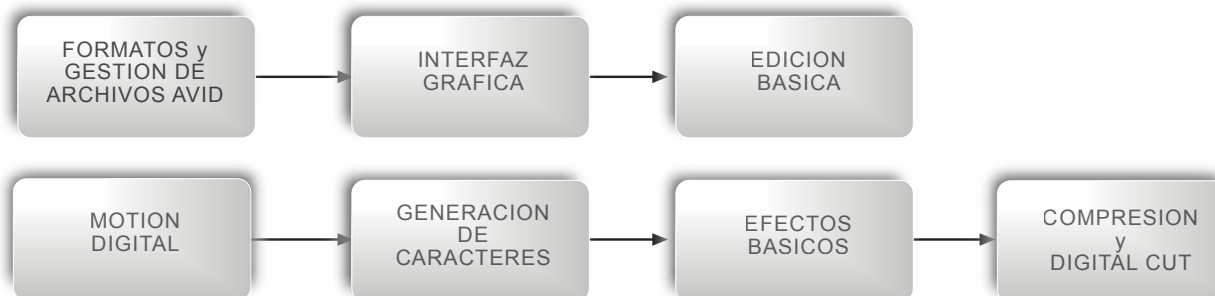 FORMATOS y
GESTION DE
ARCHIVOS AVID
INTERFAZ
GRAFICA
EDICION
BASICA
MOTION
DIGITAL
GENERACION
DE
CARACTERES
EFECTOS
BASICOS
COMPRESION
y
DIGITAL CUT